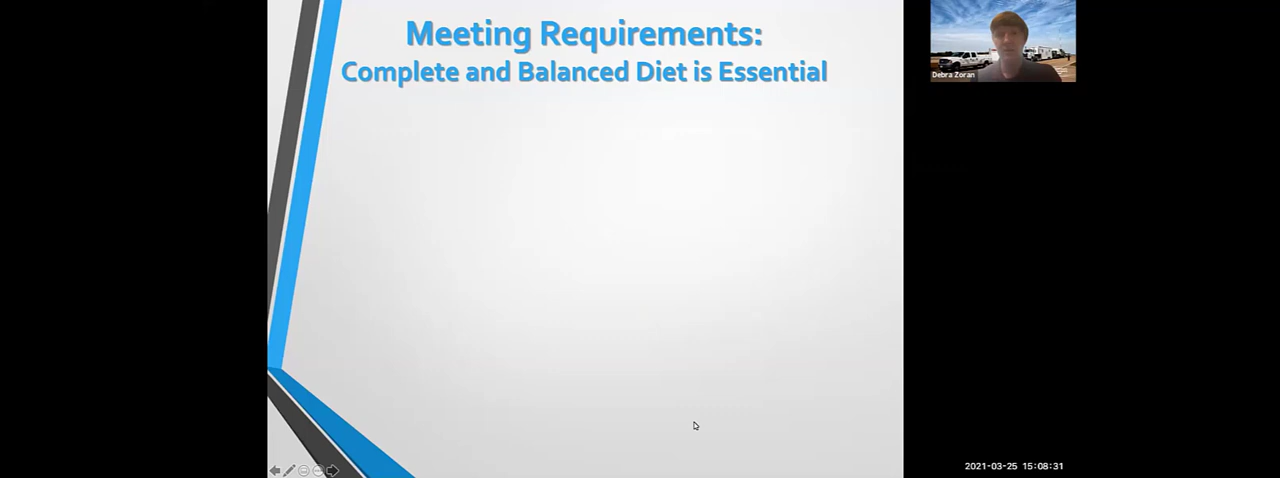 Meeting Requirements:
Complete and Balanced Diet is Essential
Debra Zoran
2021-03-25 15:08:31